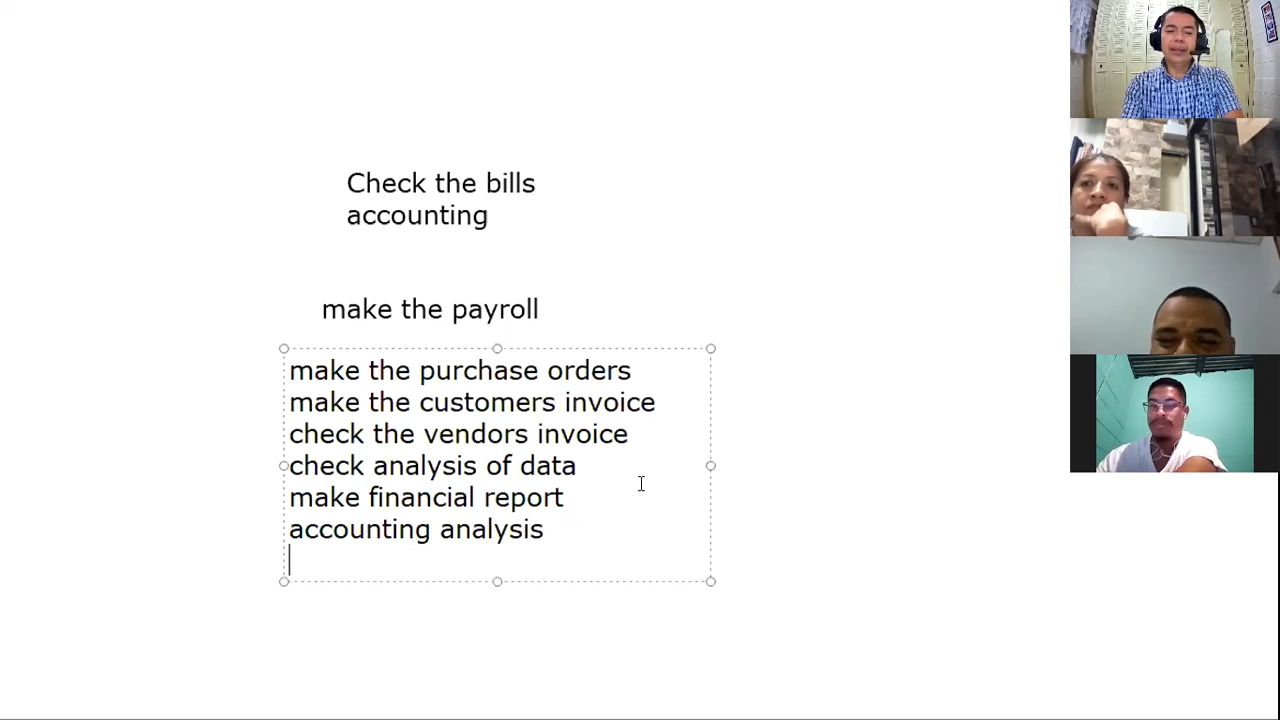 Check the bills
accounting
make the payroll
make the purchase orders
make the customers invoice
check the vendors invoice
check analysis of data
make financial report
accounting analysis